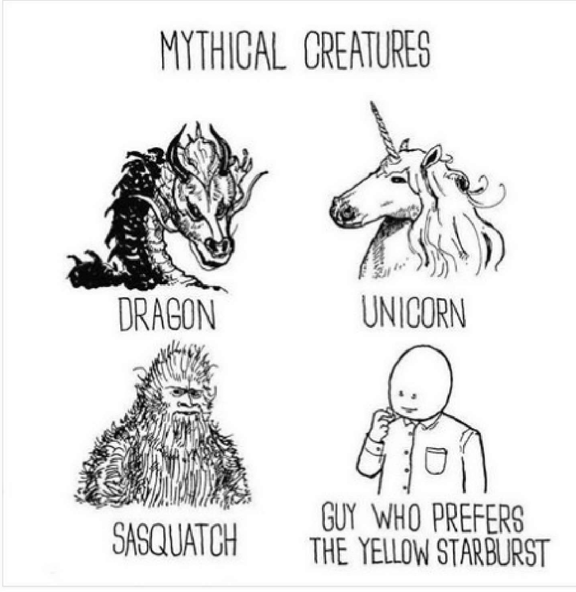 MYTHICAL CREATURES
DRAGON
UNICORN
SASQUATCH
GUY WHO PREFERS
THE YELLOW STARBURST